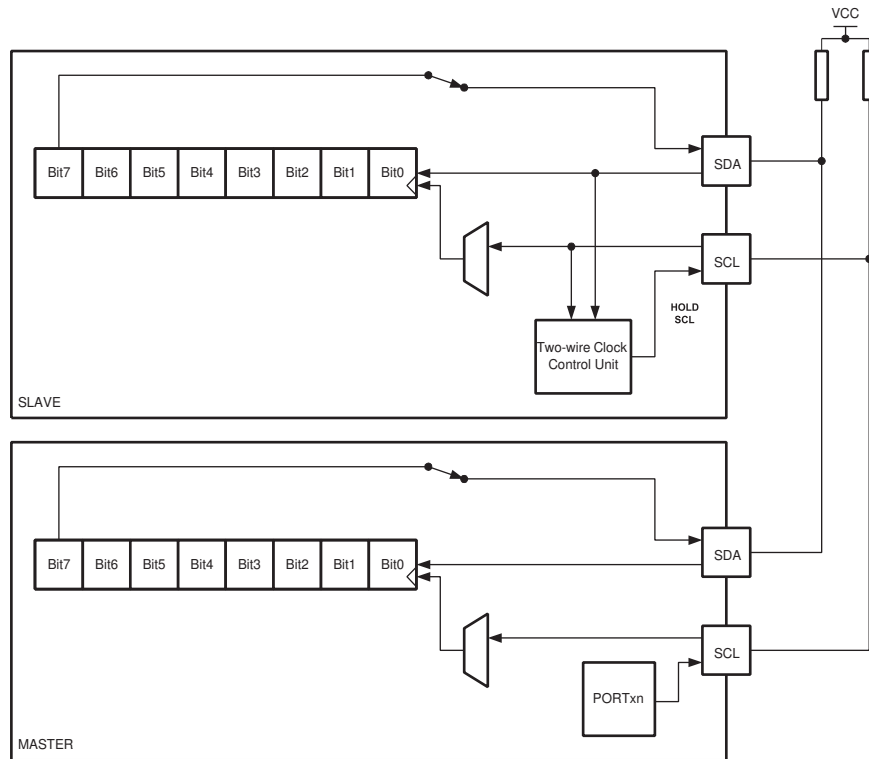 VCC
Bit7 Bit6 Bit5 Bit4 Bit3 Bit2 Bit1 Bit0
SDA
SCL
HOLD
SCL
Two-wire Clock
Control Unit
SLAVE
Bit7 Bit6 Bit5 Bit4 Bit3 Bit2 Bit1 Bit0
SDA
SCL
PORTxn
MASTER